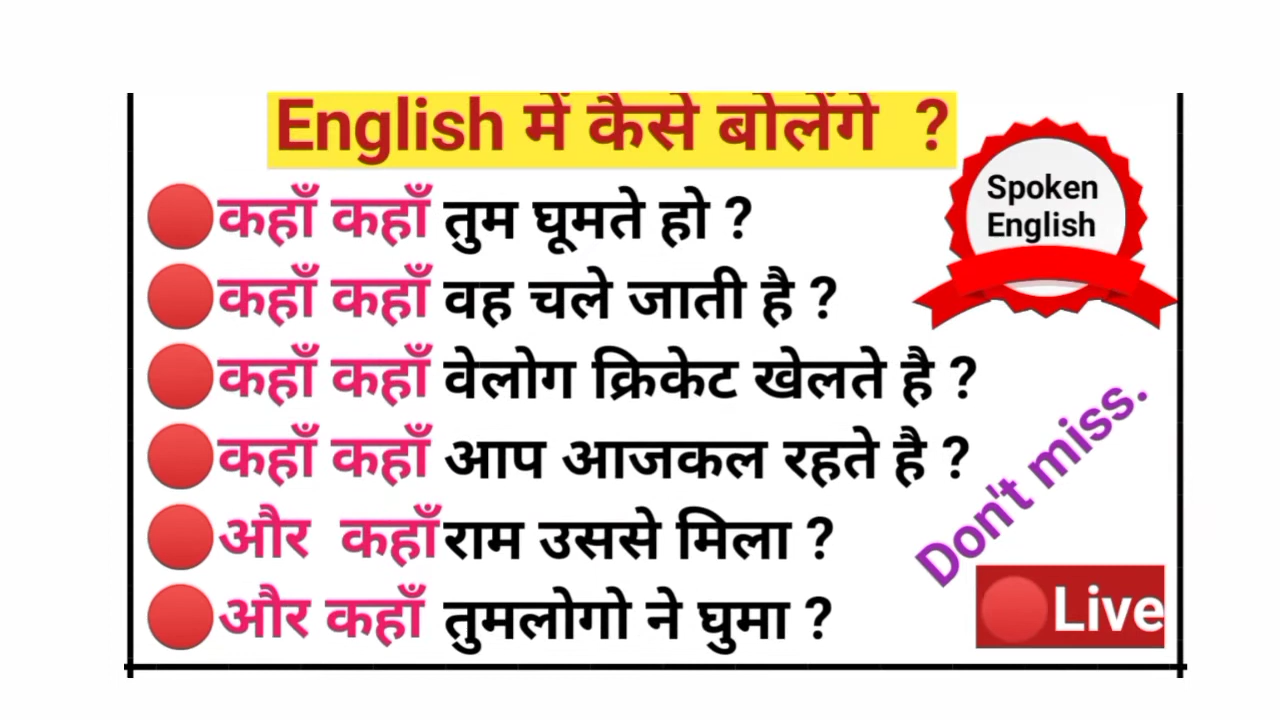 English में कैसे बोलेंगे ?
Spoken
English
कहाँ कहाँ तुम घूमते हो ?
कहाँ कहाँ वह चले जाती है ?
कहाँ कहाँ वेलोग क्रिकेट खेलते है ?
कहाँ कहाँ आप आजकल रहते है ?
और कहाँ राम उससे मिला ?
और कहाँ तुमलोगो ने घुमा ?
Don't miss.
Live